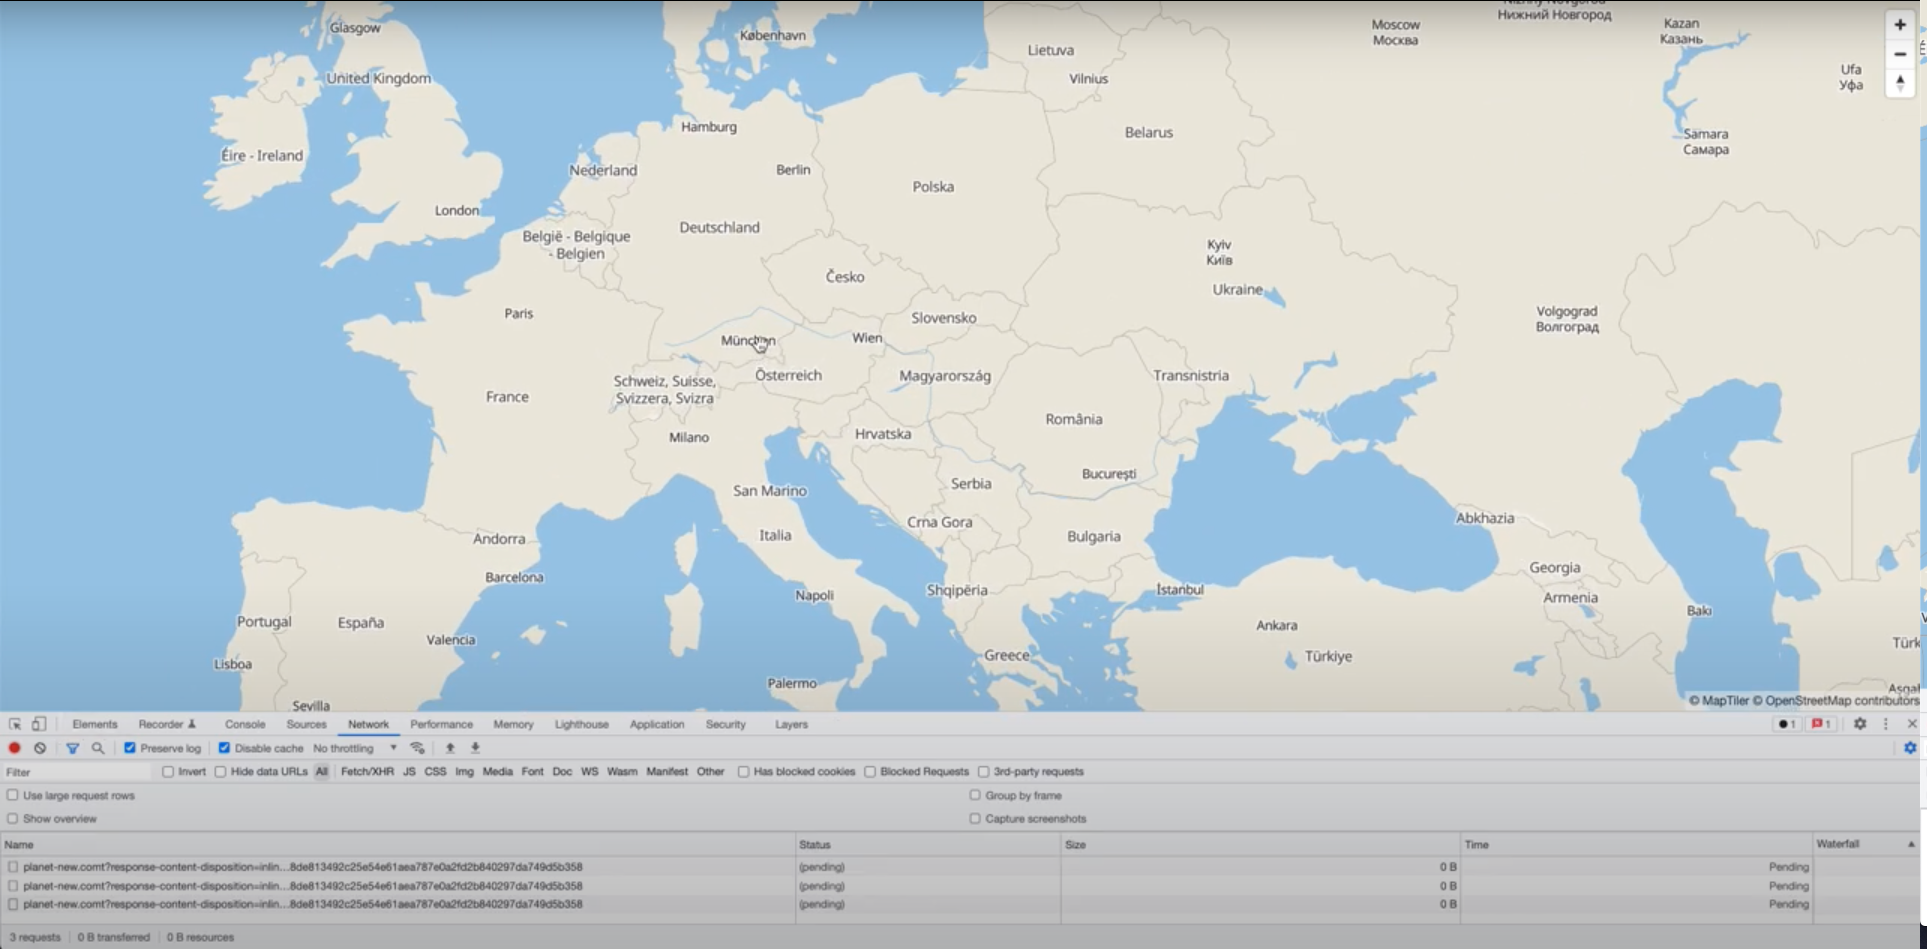 Glasgow
København
Moscow
Москва
Нижний Новгород
Kazan
Казань
Lietuva
United Kingdom
Vilnius
Ufa
Уфа
Hamburg
Belarus
Samara
Самара
Éire - Ireland
Nederland
Berlin
Polska
London
België - Belgique
- Belgien
Deutschland
Kyiv
Київ
Česko
Ukraine
Paris
Slovensko
Volgograd
Волгоград
München
Wien
Schweiz, Suisse,
Svizzera, Svizra
Österreich
Magyarország
Transnistria
France
România
Milano
Hrvatska
București
San Marino
Serbia
Crna Gora
Abkhazia
Andorra
Italia
Bulgaria
Barcelona
Georgia
Napoli
Shqipëria
İstanbul
Armenia
Portugal
España
Ankara
Bakı
Valencia
Greece
Türkiye
Türk
Lisboa
Palermo
Sevilla
© MapTiler © OpenStreetMap contributors
Elements Recorder Console Sources Network Performance Memory Lighthouse Application Security Layers 1 1
Preserve log Disable cache No throttling
Filter Invert Hide data URLs All Fetch/XHR JS CSS Img Media Font Doc WS Wasm Manifest Other Has blocked cookies Blocked Requests 3rd-party requests
Use large request rows Group by frame
Show overview Capture screenshots
Name Status Size Time Waterfall
planet-new.comt?response-content-disposition=inlin...8de813492c25e54e61aea787e0a2fd2b840297da749d5b358 (pending) 0 B Pending
planet-new.comt?response-content-disposition=inlin...8de813492c25e54e61aea787e0a2fd2b840297da749d5b358 (pending) 0 B Pending
planet-new.comt?response-content-disposition=inlin...8de813492c25e54e61aea787e0a2fd2b840297da749d5b358 (pending) 0 B Pending
3 requests 0 B transferred 0 B resources